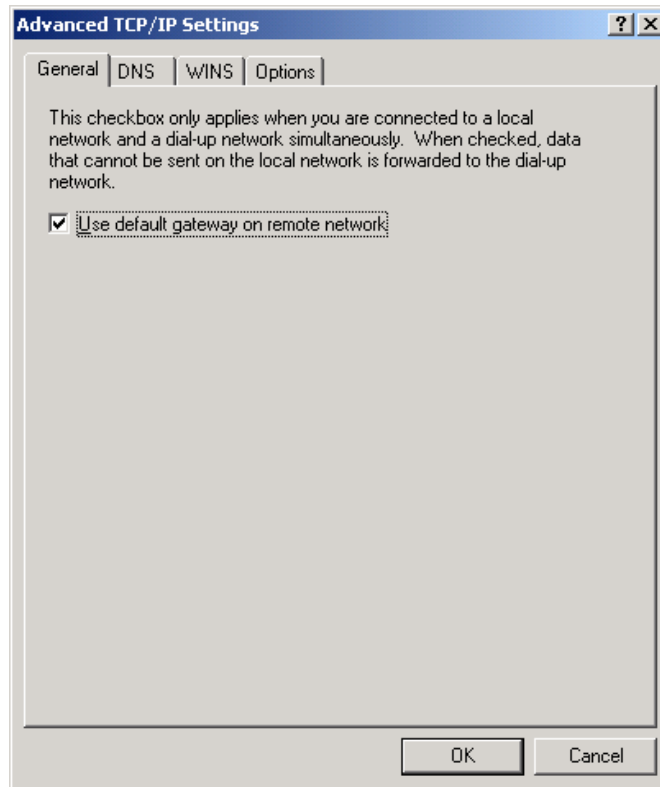 Advanced TCP/IP Settings
General DNS WINS Options
This checkbox only applies when you are connected to a local
network and a dial-up network simultaneously. When checked, data
that cannot be sent on the local network is forwarded to the dial-up
network.
Use default gateway on remote network
OK Cancel